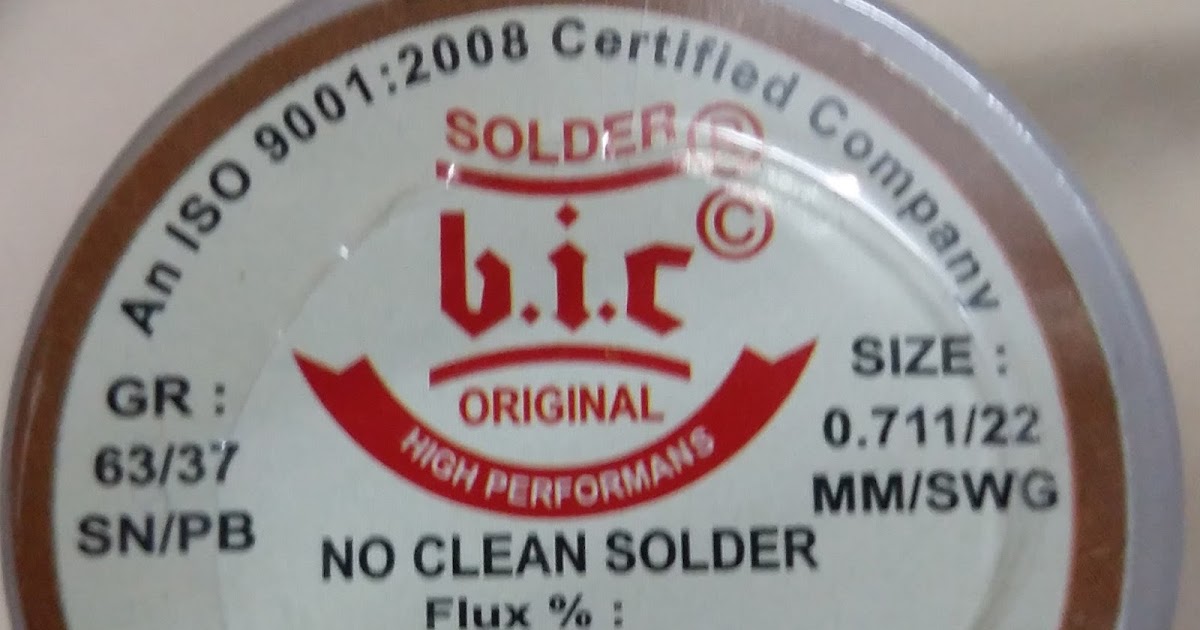 An ISO 9001:2008 Certified Company
SOLDER ®
b.i.c ©
ORIGINAL
HIGH PERFORMANS
GR :
63/37
SN/PB
SIZE :
0.711/22
MM/SWG
NO CLEAN SOLDER
Flux % :